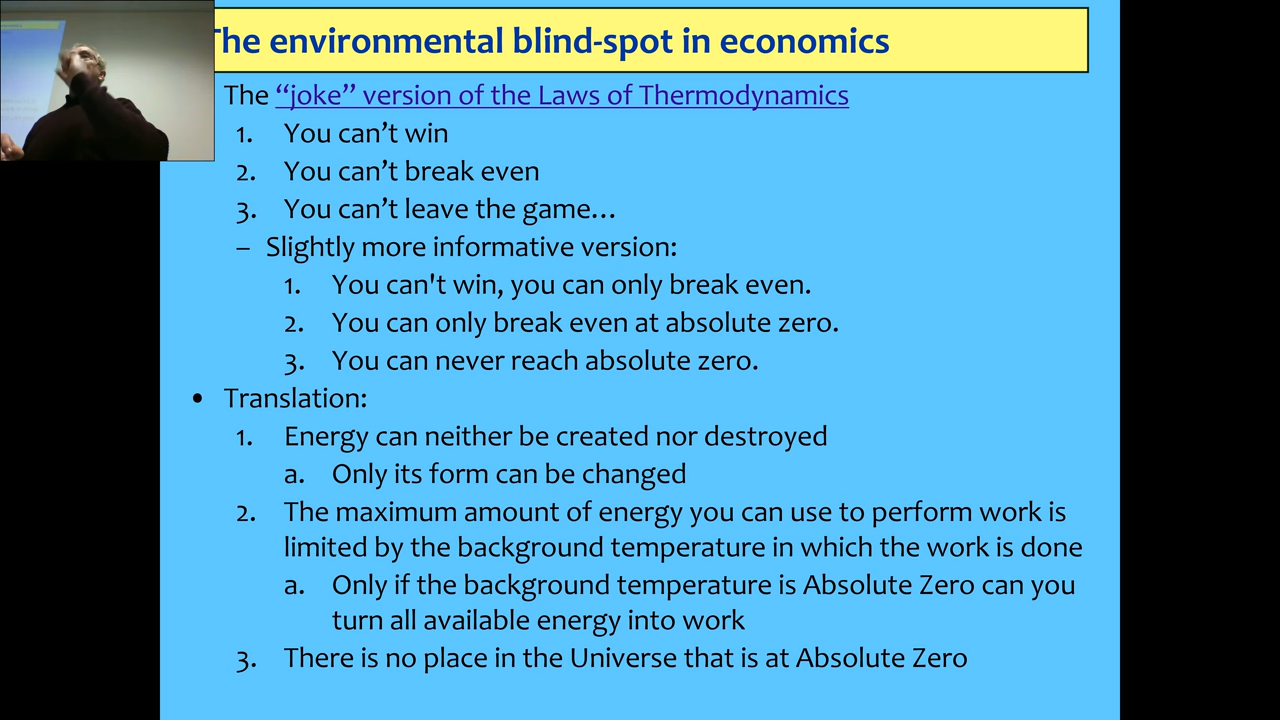 The environmental blind-spot in economics
The “joke” version of the Laws of Thermodynamics
1. You can’t win
2. You can’t break even
3. You can’t leave the game…
– Slightly more informative version:
1. You can't win, you can only break even.
2. You can only break even at absolute zero.
3. You can never reach absolute zero.
• Translation:
1. Energy can neither be created nor destroyed
a. Only its form can be changed
2. The maximum amount of energy you can use to perform work is
limited by the background temperature in which the work is done
a. Only if the background temperature is Absolute Zero can you
turn all available energy into work
3. There is no place in the Universe that is at Absolute Zero